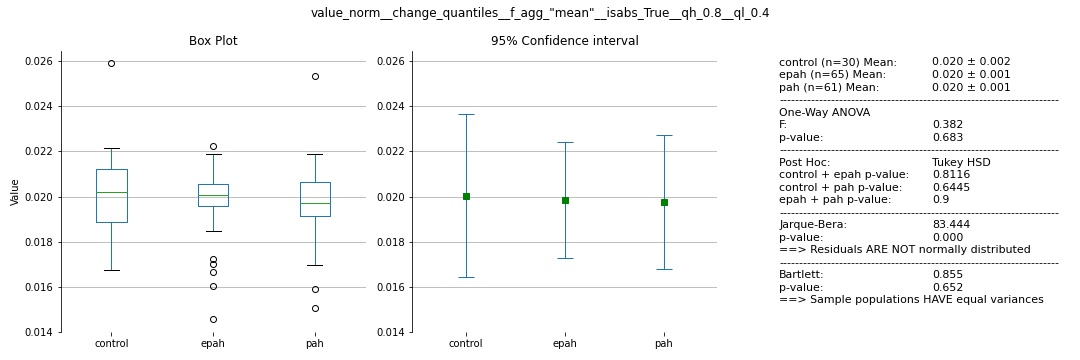 value_norm__change_quantiles__f_agg_"mean"__isabs_True__qh_0.8__ql_0.4
Box Plot
Value
0.026
0.024
0.022
0.020
0.018
0.016
0.014
control epah pah
95% Confidence interval
0.026
0.024
0.022
0.020
0.018
0.016
0.014
control epah pah
control (n=30) Mean: 0.020 ± 0.002
epah (n=65) Mean: 0.020 ± 0.001
pah (n=61) Mean: 0.020 ± 0.001
One-Way ANOVA
F: 0.382
p-value: 0.683
Post Hoc: Tukey HSD
control + epah p-value: 0.8116
control + pah p-value: 0.6445
epah + pah p-value: 0.9
Jarque-Bera: 83.444
p-value: 0.000
==> Residuals ARE NOT normally distributed
Bartlett: 0.855
p-value: 0.652
==> Sample populations HAVE equal variances